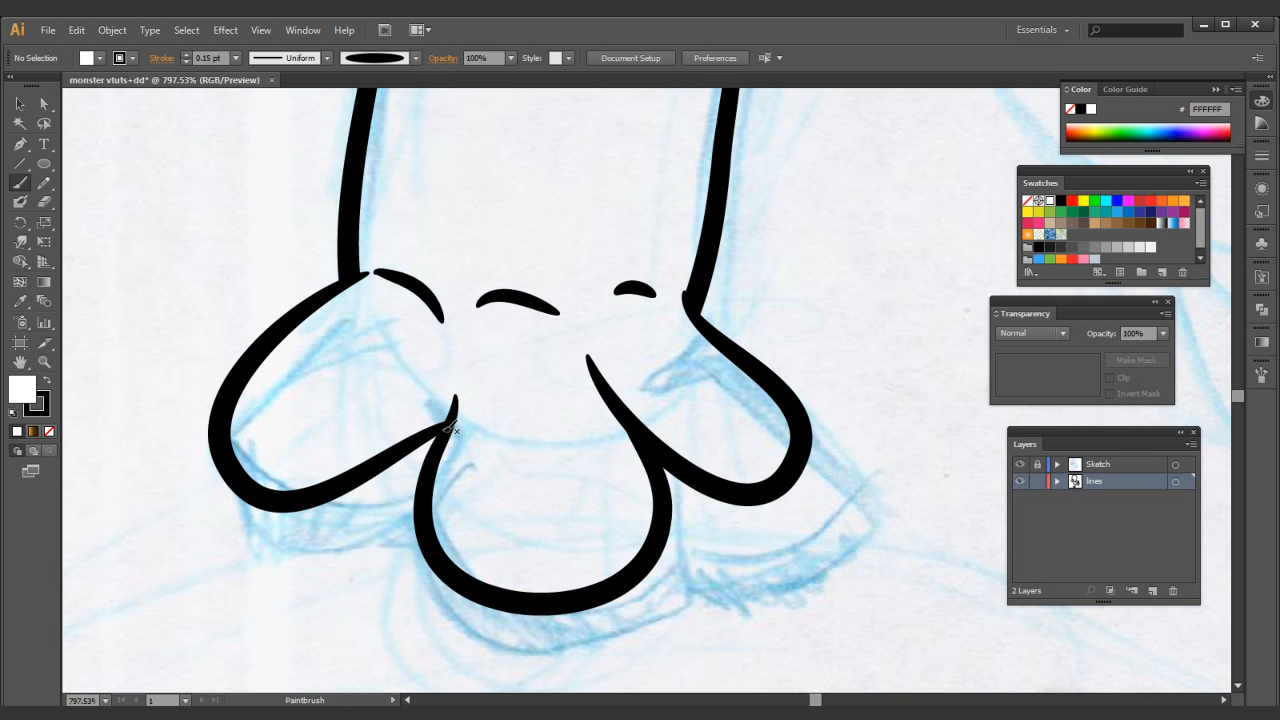 Ai File Edit Object Type Select Effect View Window Help Br Essentials
No Selection Stroke: 0.15 pt Uniform Opacity: 100% Style: Document Setup Preferences
monster vtuts+dd* @ 797.53% (RGB/Preview) ×
Color Color Guide
# FFFFFF
Swatches
Transparency
Normal Opacity: 100%
Make Mask
Clip
Invert Mask
Layers
Sketch
lines
2 Layers
797.53% 1 Paintbrush